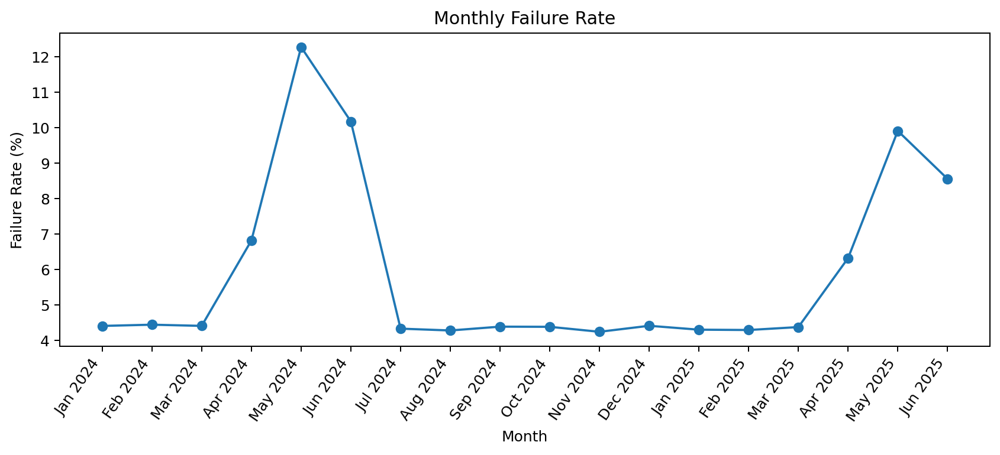 Monthly Failure Rate
Failure Rate (%)
12
11
10
9
8
7
6
5
4
Jan 2024
Feb 2024
Mar 2024
Apr 2024
May 2024
Jun 2024
Jul 2024
Aug 2024
Sep 2024
Oct 2024
Nov 2024
Dec 2024
Jan 2025
Feb 2025
Mar 2025
Apr 2025
May 2025
Jun 2025
Month